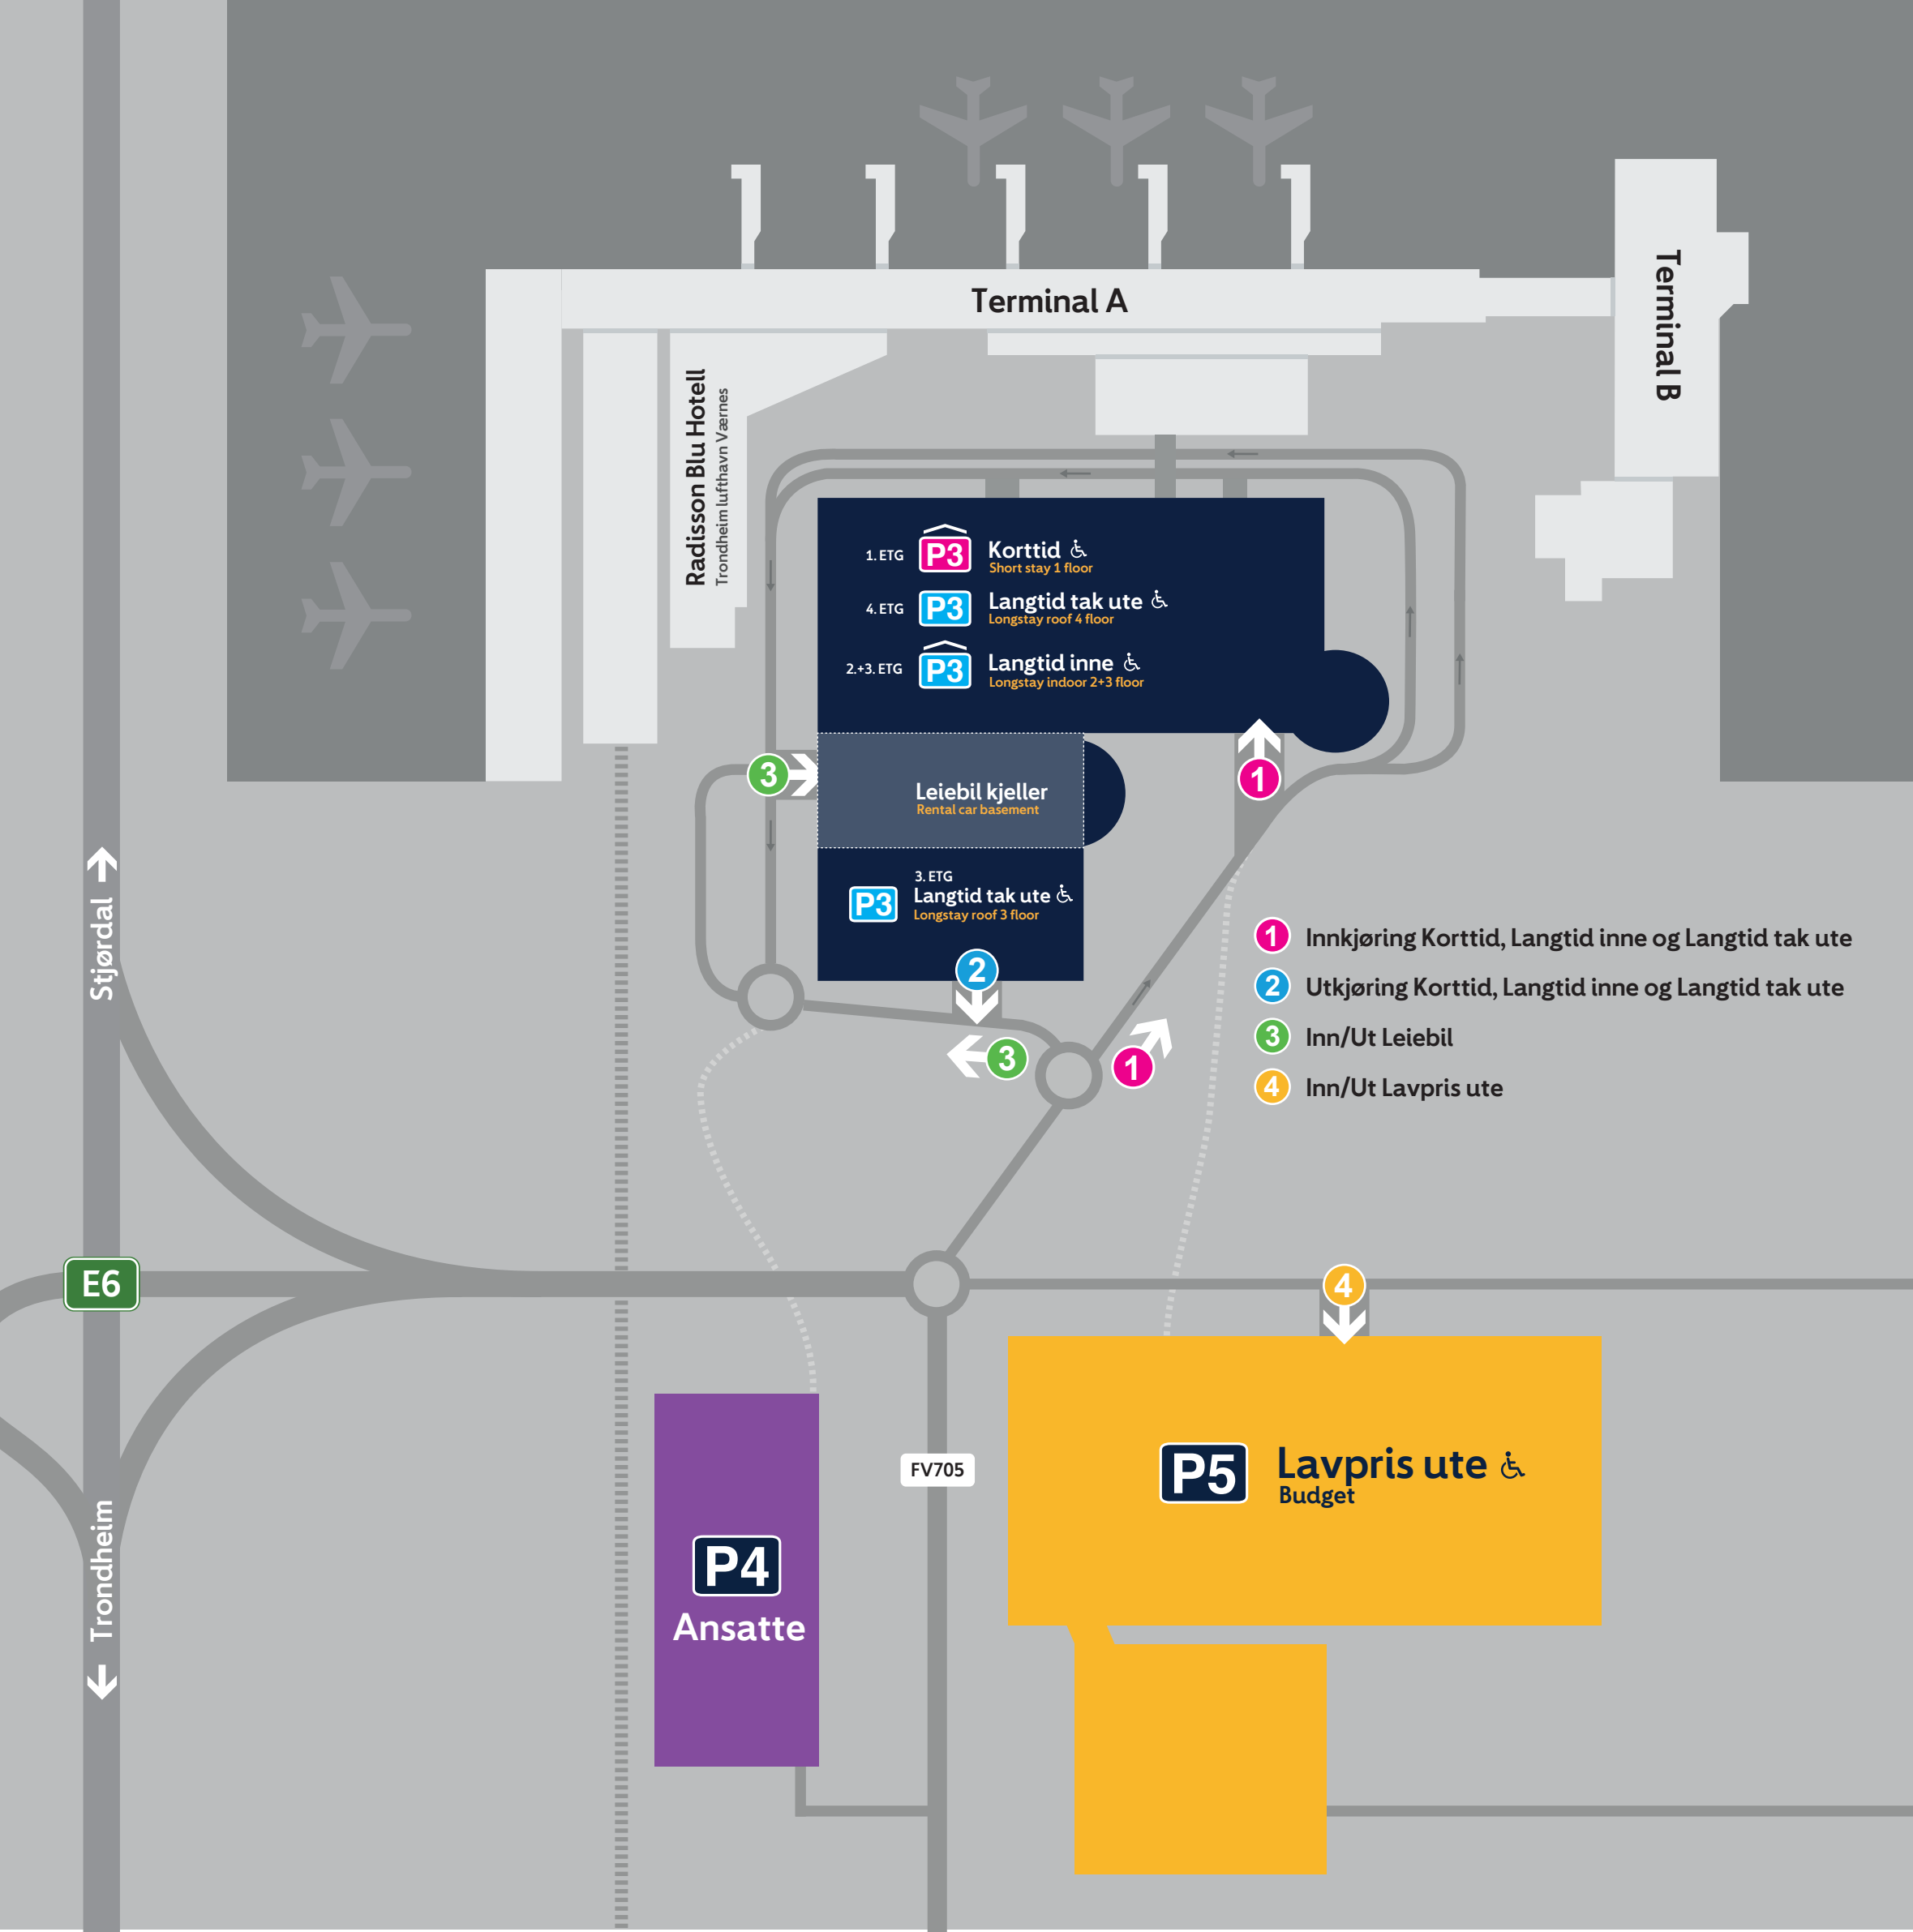 Terminal A
Terminal B
Radisson Blu Hotell
Trondheim lufthavn Værnes
1. ETG
P3
Korttid
Short stay 1 floor
4. ETG
P3
Langtid tak ute
Longstay roof 4 floor
2.+3. ETG
P3
Langtid inne
Longstay indoor 2+3 floor
3
1
Leiebil kjeller
Rental car basement
3. ETG
P3
Langtid tak ute
Longstay roof 3 floor
2
3
1
1 Innkjøring Korttid, Langtid inne og Langtid tak ute
2 Utkjøring Korttid, Langtid inne og Langtid tak ute
3 Inn/Ut Leiebil
4 Inn/Ut Lavpris ute
Stjørdal
E6
4
Trondheim
FV705
P5
Lavpris ute
Budget
P4
Ansatte